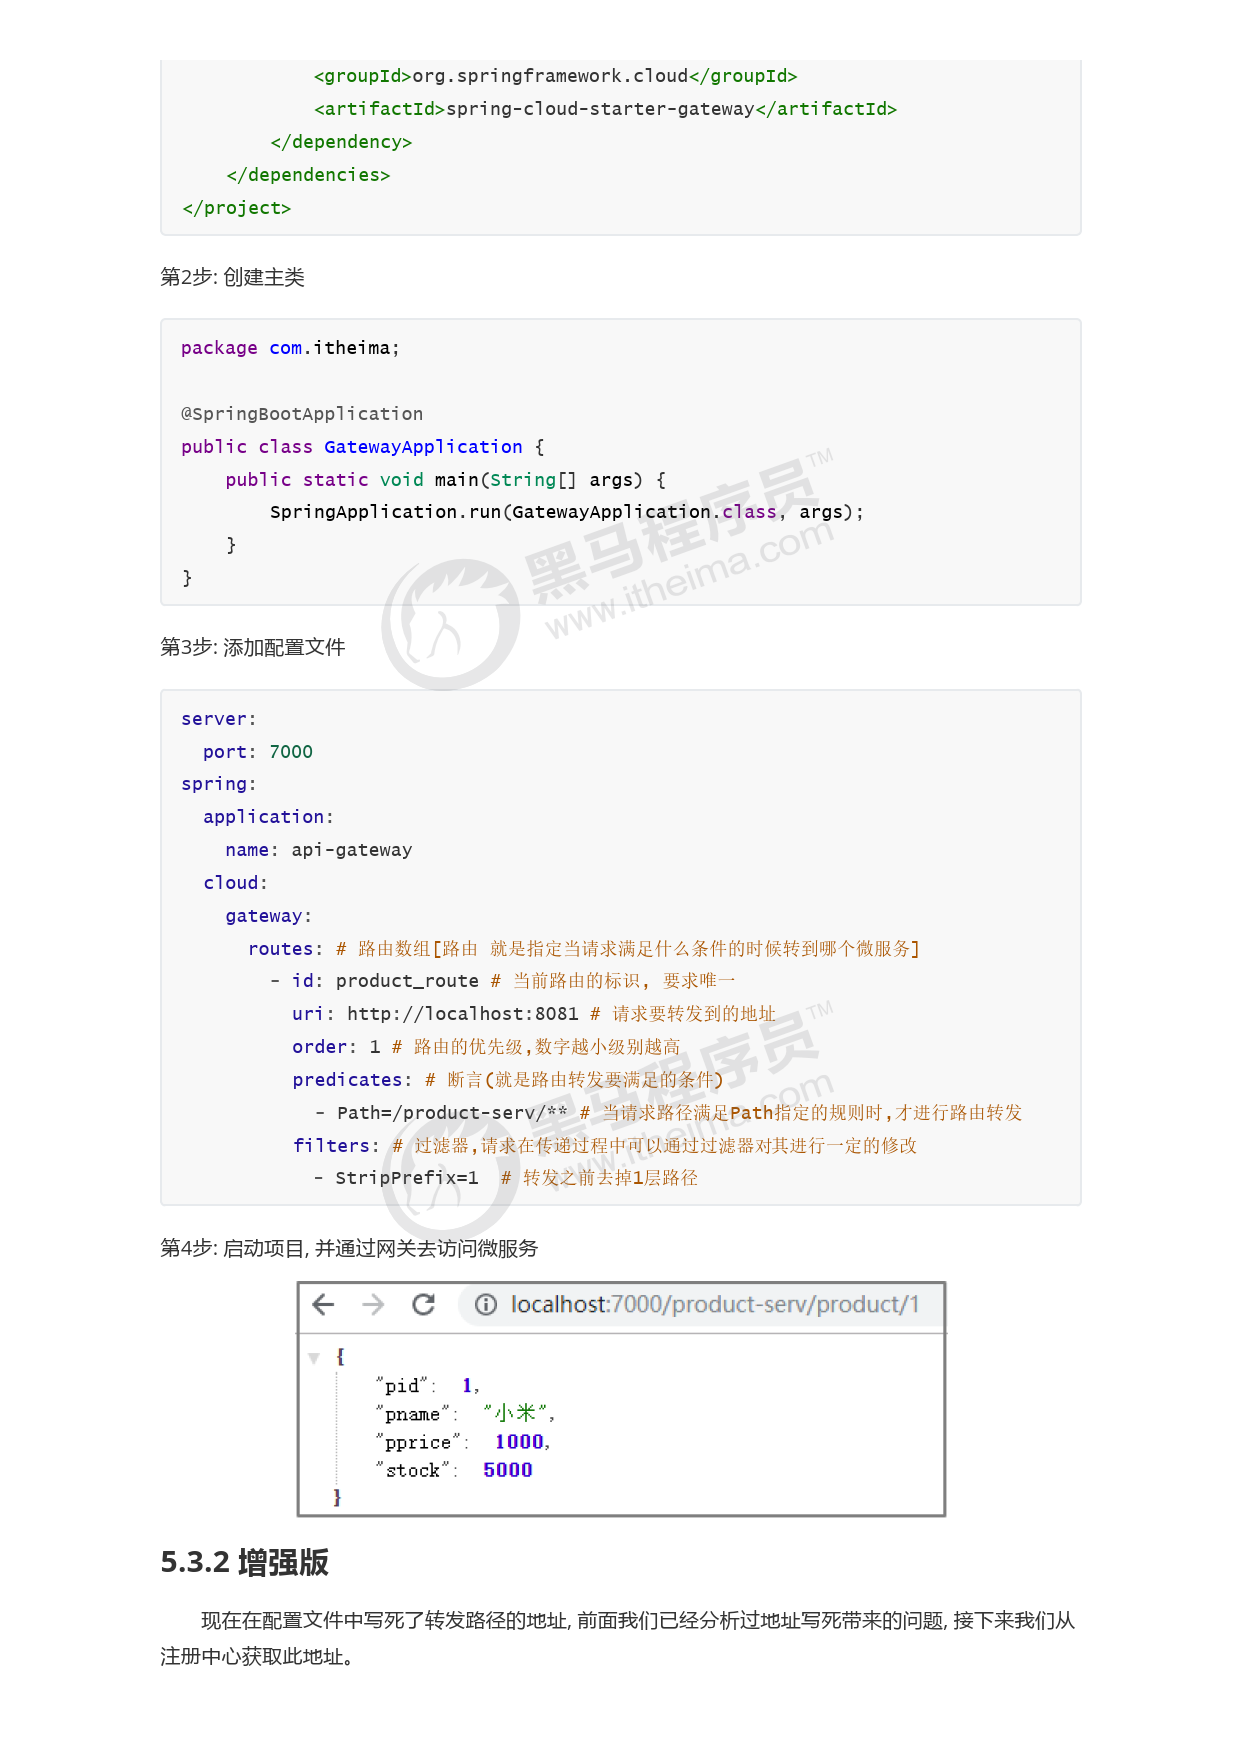 <groupId>org.springframework.cloud</groupId>
<artifactId>spring-cloud-starter-gateway</artifactId>
</dependency>
</dependencies>
</project>
第2步: 创建主类
package com.itheima;
@SpringBootApplication
public class GatewayApplication {
public static void main(String[] args) {
SpringApplication.run(GatewayApplication.class, args);
}
}
黑马程序员™
www.itheima.com
第3步: 添加配置文件
server:
port: 7000
spring:
application:
name: api-gateway
cloud:
gateway:
routes: # 路由数组[路由 就是指定当请求满足什么条件的时候转到哪个微服务]
- id: product_route # 当前路由的标识, 要求唯一
uri: http://localhost:8081 # 请求要转发到的地址
order: 1 # 路由的优先级,数字越小级别越高
predicates: # 断言(就是路由转发要满足的条件)
- Path=/product-serv/** # 当请求路径满足Path指定的规则时,才进行路由转发
filters: # 过滤器,请求在传递过程中可以通过过滤器对其进行一定的修改
- StripPrefix=1 # 转发之前去掉1层路径
黑马程序员™
www.itheima.com
第4步: 启动项目, 并通过网关去访问微服务
localhost:7000/product-serv/product/1
{
"pid": 1,
"pname": "小米",
"pprice": 1000,
"stock": 5000
}
5.3.2 增强版
现在在配置文件中写死了转发路径的地址, 前面我们已经分析过地址写死带来的问题, 接下来我们从
注册中心获取此地址。